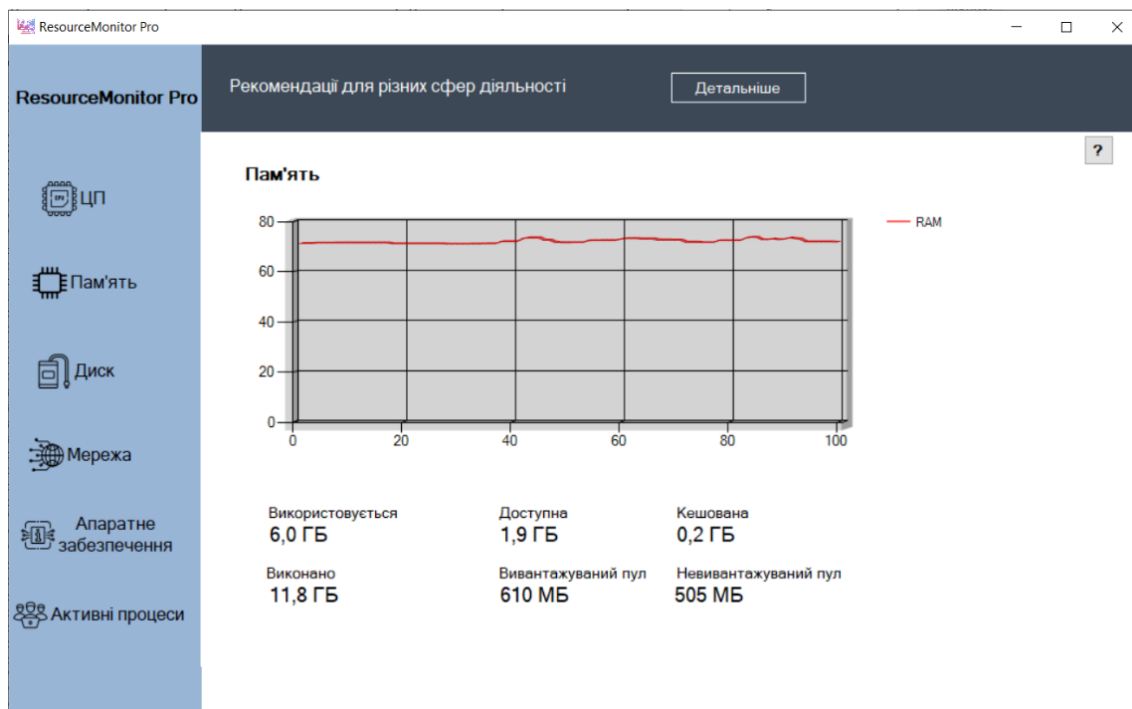 ResourceMonitor Pro
ResourceMonitor Pro
Рекомендації для різних сфер діяльності
Детальніше
?
ЦП
Пам'ять
Диск
Мережа
Апаратне
забезпечення
Активні процеси
Пам'ять
80
60
40
20
0
0 20 40 60 80 100
RAM
Використовується Доступна Кешована
6,0 ГБ 1,9 ГБ 0,2 ГБ
Виконано Вивантажуваний пул Невивантажуваний пул
11,8 ГБ 610 МБ 505 МБ